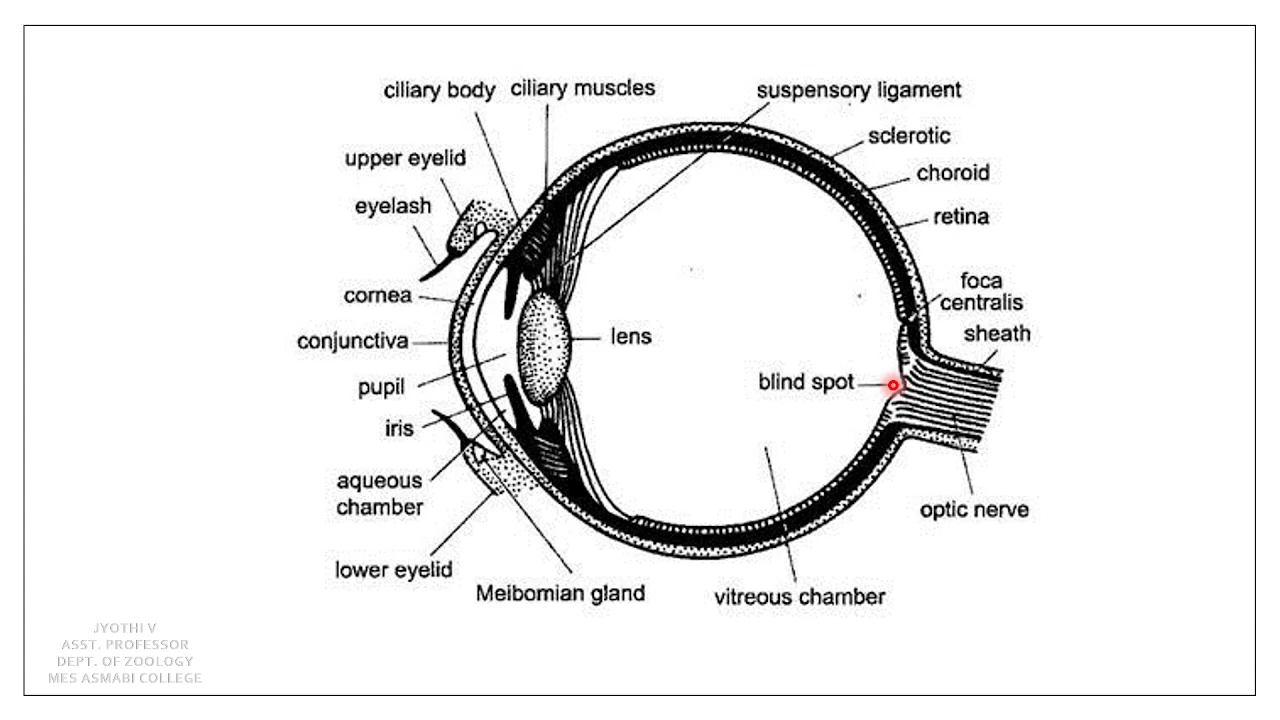 ciliary body
ciliary muscles
suspensory ligament
sclerotic
upper eyelid
choroid
eyelash
retina
foca
centralis
cornea
sheath
conjunctiva
lens
pupil
blind spot
iris
aqueous
chamber
optic nerve
lower eyelid
Meibomian gland
vitreous chamber
JYOTHI V
ASST. PROFESSOR
DEPT. OF ZOOLOGY
MES ASMABI COLLEGE